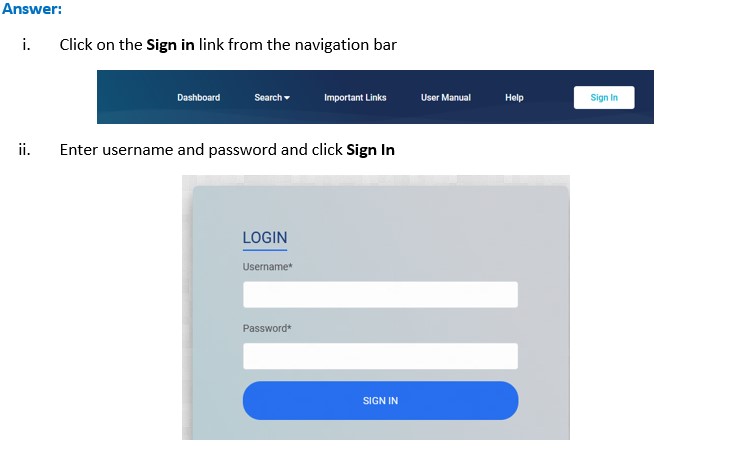 Answer:
i. Click on the Sign in link from the navigation bar
Dashboard Search Important Links User Manual Help Sign In
ii. Enter username and password and click Sign In
LOGIN
Username*
Password*
SIGN IN